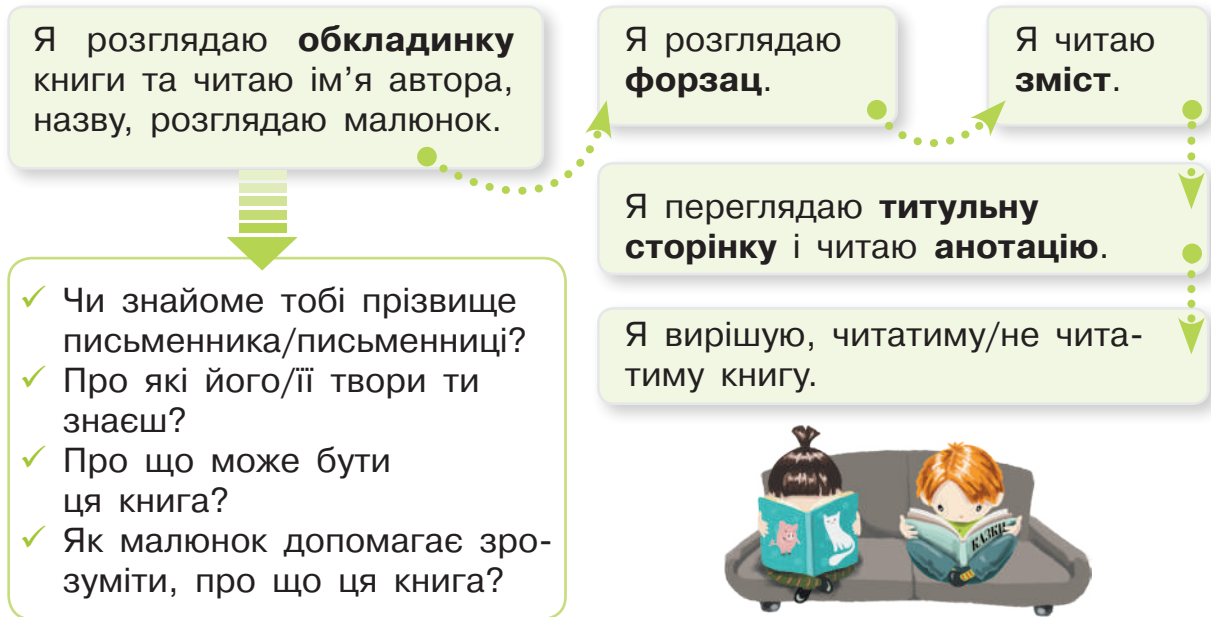 Я розглядаю обкладинку
книги та читаю ім’я автора,
назву, розглядаю малюнок.
Я розглядаю
форзац.
Я читаю
зміст.
Я переглядаю титульну
сторінку і читаю анотацію.
Я вирішую, читатиму/не чита-
тиму книгу.
Чи знайоме тобі прізвище
письменника/письменниці?
Про які його/її твори ти
знаєш?
Про що може бути
ця книга?
Як малюнок допомагає зро-
зуміти, про що ця книга?
КАЗКИ